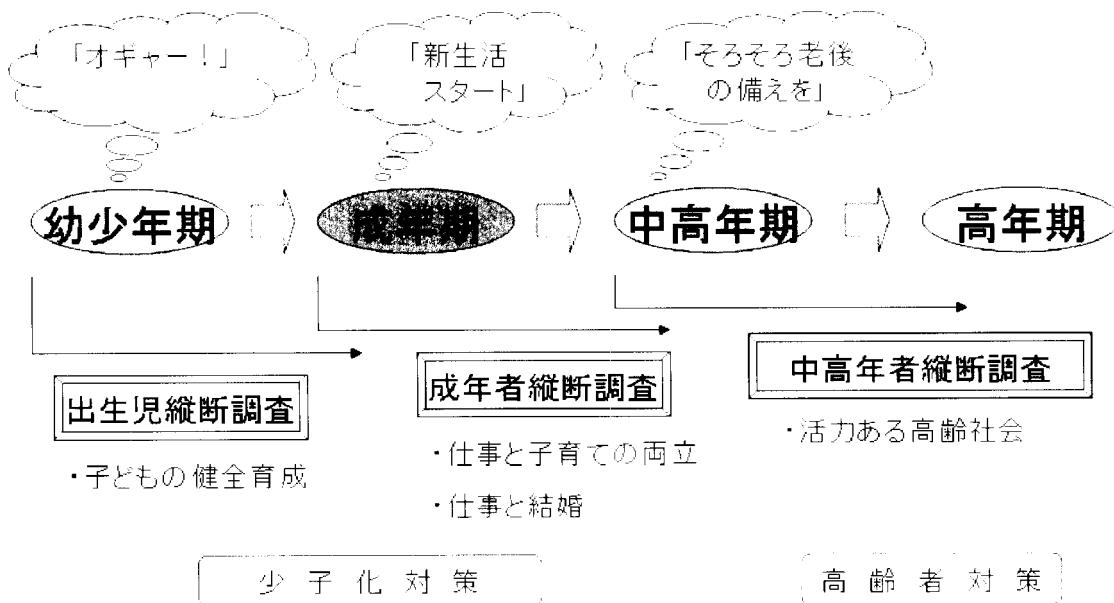 「オギャー！」
「新生活
スタート」
「そろそろ老後
の備えを」
幼少年期
成年期
中高年期
高年期
出生児縦断調査
・子どもの健全育成
成年者縦断調査
・仕事と子育ての両立
・仕事と結婚
中高年者縦断調査
・活力ある高齢社会
少子化対策
高齢者対策